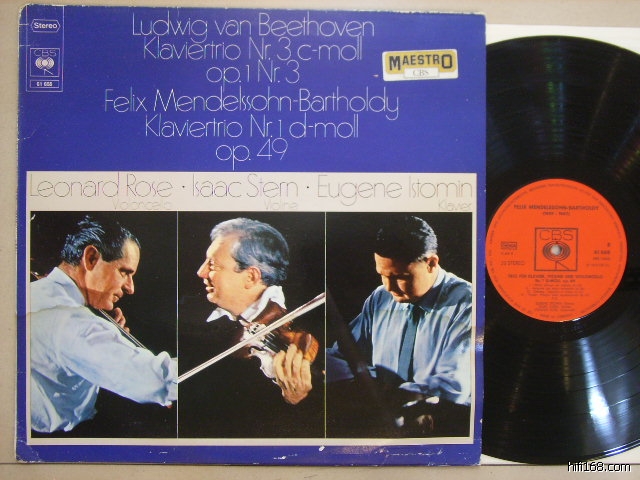 Stereo
CBS
61 658
Ludwig van Beethoven
Klaviertrio Nr. 3 c-moll
op. 1 Nr. 3
MAESTRO
CBS
Felix Mendelssohn-Bartholdy
Klaviertrio Nr. 1 d-moll
op. 49
Leonard Rose · Isaac Stern · Eugene Istomin
Violoncello Violine Klavier
FELIX MENDELSSOHN-BARTHOLDY
CBS
STEREO
hifi168.com